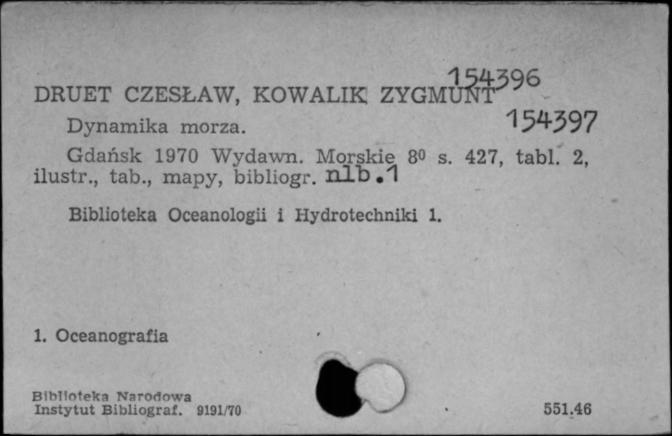 154396
DRUET CZESŁAW, KOWALIK ZYGMUNT
Dynamika morza. 154397
Gdańsk 1970 Wydawn. Morskie 8⁰ s. 427, tabl. 2,
ilustr., tab., mapy, bibliogr. nlb.1
Biblioteka Oceanologii i Hydrotechniki 1.
1. Oceanografia
Biblioteka Narodowa
Instytut Bibliograf. 9191/70 551.46